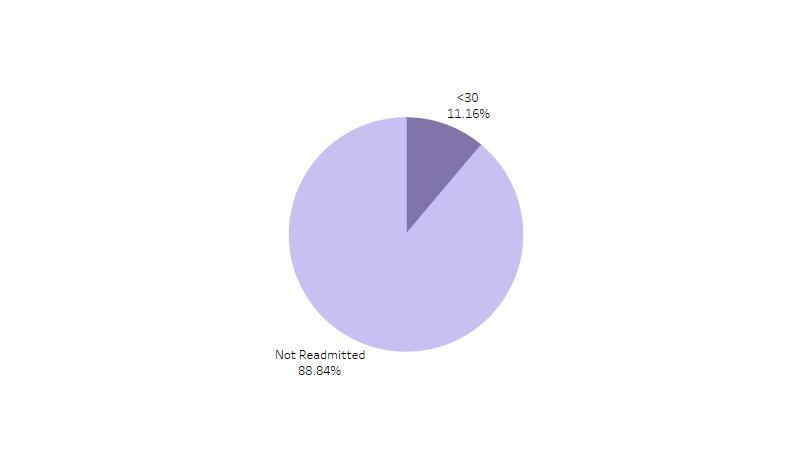 <30
11.16%
Not Readmitted
88.84%